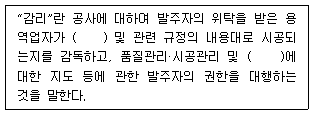 "감리"란 공사에 대하여 발주자의 위탁을 받은 용
역업자가 (    ) 및 관련 규정의 내용대로 시공되
는지를 감독하고, 품질관리·시공관리 및 (    )에
대한 지도 등에 관한 발주자의 권한을 대행하는
것을 말한다.